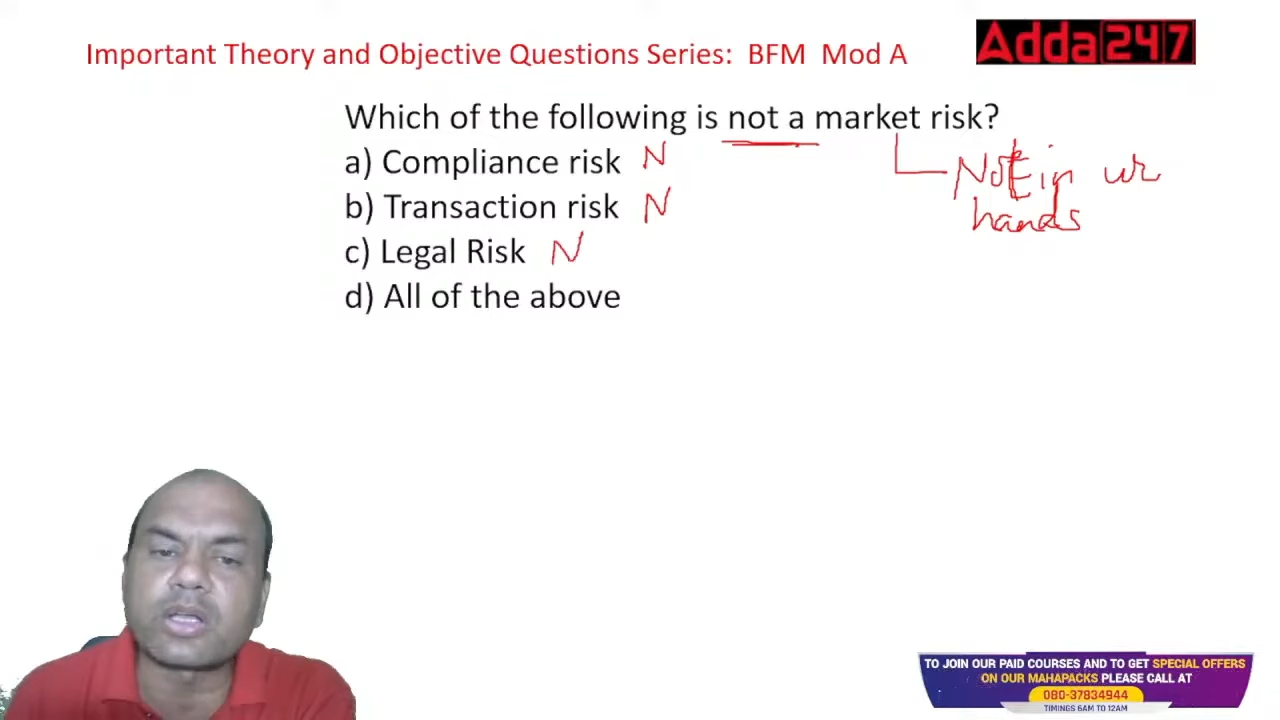 Important Theory and Objective Questions Series: BFM Mod A
Adda247
Which of the following is not a market risk?
a) Compliance risk N
b) Transaction risk N
c) Legal Risk N
d) All of the above
Not in ur
hands
TO JOIN OUR PAID COURSES AND TO GET SPECIAL OFFERS
ON OUR MAHAPACKS PLEASE CALL AT
080-37834944
TIMINGS 6AM TO 12AM